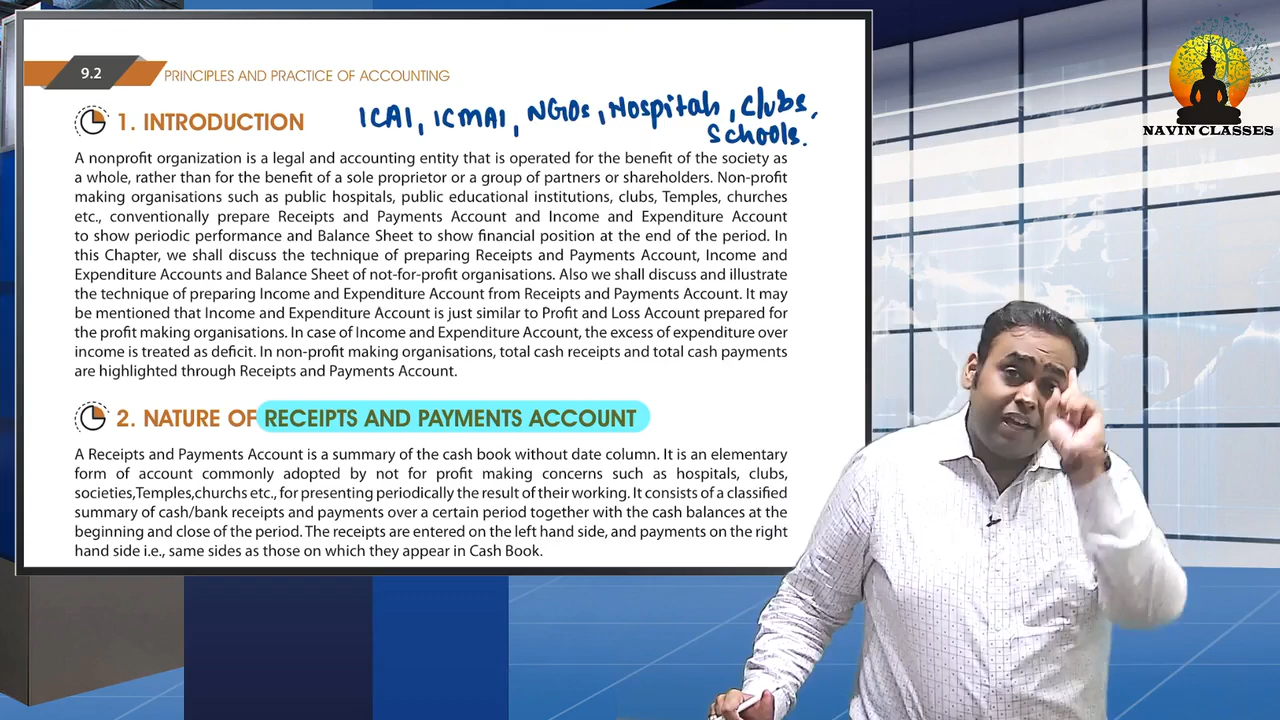 9.2
PRINCIPLES AND PRACTICE OF ACCOUNTING
1. INTRODUCTION
ICAI, ICMAI, NGOs, Hospitals, Clubs,
Schools.
A nonprofit organization is a legal and accounting entity that is operated for the benefit of the society as
a whole, rather than for the benefit of a sole proprietor or a group of partners or shareholders. Non-profit
making organisations such as public hospitals, public educational institutions, clubs, Temples, churches
etc., conventionally prepare Receipts and Payments Account and Income and Expenditure Account
to show periodic performance and Balance Sheet to show financial position at the end of the period. In
this Chapter, we shall discuss the technique of preparing Receipts and Payments Account, Income and
Expenditure Accounts and Balance Sheet of not-for-profit organisations. Also we shall discuss and illustrate
the technique of preparing Income and Expenditure Account from Receipts and Payments Account. It may
be mentioned that Income and Expenditure Account is just similar to Profit and Loss Account prepared for
the profit making organisations. In case of Income and Expenditure Account, the excess of expenditure over
income is treated as deficit. In non-profit making organisations, total cash receipts and total cash payments
are highlighted through Receipts and Payments Account.
2. NATURE OF RECEIPTS AND PAYMENTS ACCOUNT
A Receipts and Payments Account is a summary of the cash book without date column. It is an elementary
form of account commonly adopted by not for profit making concerns such as hospitals, clubs,
societies,Temples,churchs etc., for presenting periodically the result of their working. It consists of a classified
summary of cash/bank receipts and payments over a certain period together with the cash balances at the
beginning and close of the period. The receipts are entered on the left hand side, and payments on the right
hand side i.e., same sides as those on which they appear in Cash Book.
NAVIN CLASSES